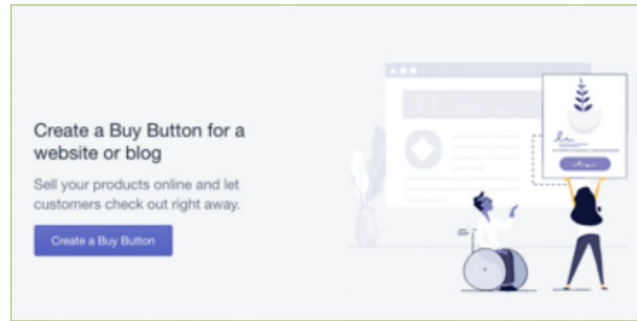 Create a Buy Button for a
website or blog
Sell your products online and let
customers check out right away.
Create a Buy Button